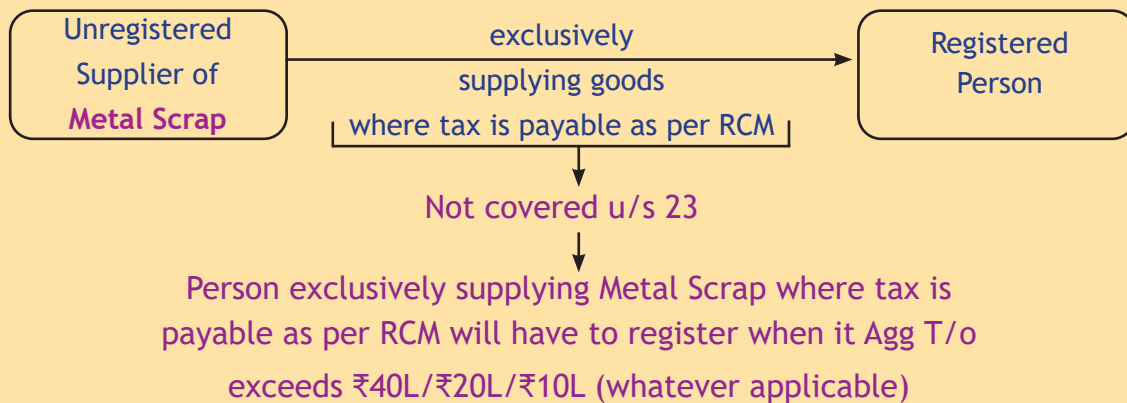 Unregistered
Supplier of
Metal Scrap
exclusively
supplying goods
where tax is payable as per RCM
Registered
Person
Not covered u/s 23
Person exclusively supplying Metal Scrap where tax is
payable as per RCM will have to register when it Agg T/o
exceeds ₹40L/₹20L/₹10L (whatever applicable)